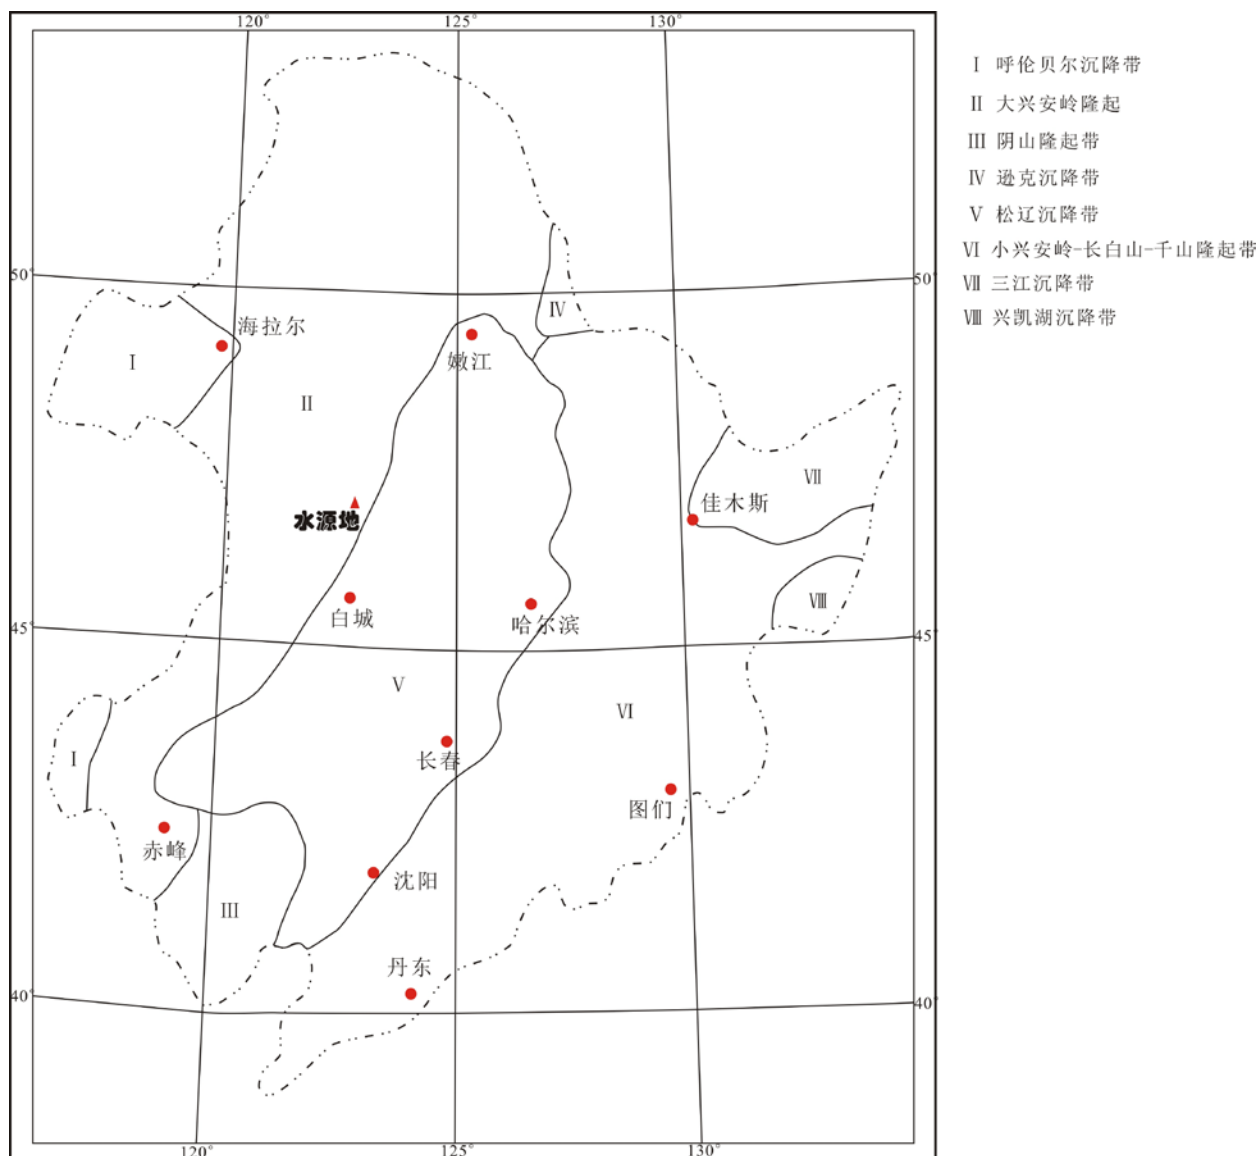 120° 125° 130°
Ⅰ 呼伦贝尔沉降带
Ⅱ 大兴安岭隆起
Ⅲ 阴山隆起带
Ⅳ 逊克沉降带
Ⅴ 松辽沉降带
Ⅵ 小兴安岭-长白山-千山隆起带
Ⅶ 三江沉降带
Ⅷ 兴凯湖沉降带
50° 50°
Ⅳ
海拉尔
嫩江
Ⅰ
Ⅱ
Ⅶ
佳木斯
水源地
Ⅷ
白城
哈尔滨
45° 45°
Ⅴ
Ⅵ
Ⅰ
长春
图们
赤峰
沈阳
Ⅲ
丹东
40° 40°
120° 125° 130°